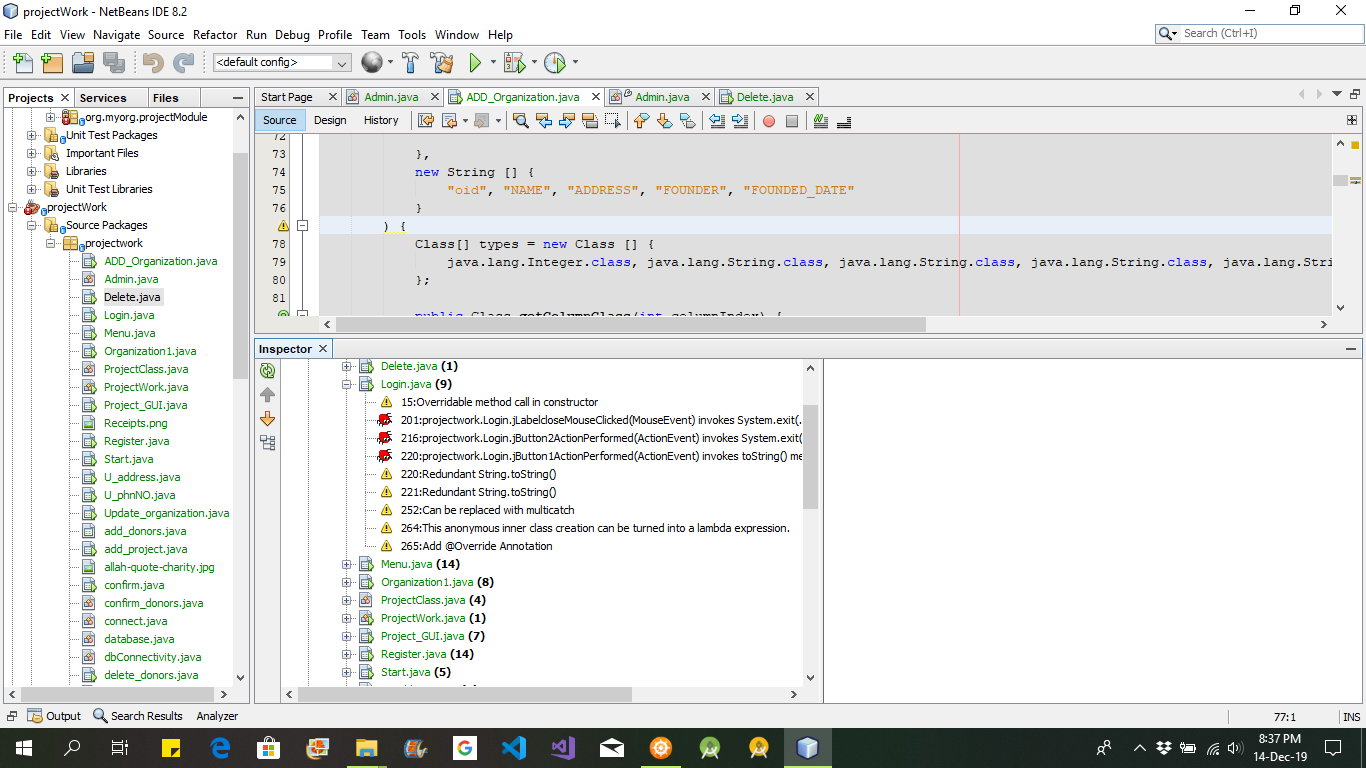 projectWork - NetBeans IDE 8.2
File Edit View Navigate Source Refactor Run Debug Profile Team Tools Window Help
Search (Ctrl+I)
<default config>
Projects
Services
Files
org.myorg.projectModule
Unit Test Packages
Important Files
Libraries
Unit Test Libraries
projectWork
Source Packages
projectwork
ADD_Organization.java
Admin.java
Delete.java
Login.java
Menu.java
Organization1.java
ProjectClass.java
ProjectWork.java
Project_GUI.java
Receipts.png
Register.java
Start.java
U_address.java
U_phnNO.java
Update_organization.java
add_donors.java
add_project.java
allah-quote-charity.jpg
confirm.java
confirm_donors.java
connect.java
database.java
dbConnectivity.java
delete_donors.java
Start Page
Admin.java
ADD_Organization.java
Admin.java
Delete.java
Source Design History
72
73 },
74 new String [] {
75 "oid", "NAME", "ADDRESS", "FOUNDER", "FOUNDED_DATE"
76 }
) {
78 Class[] types = new Class [] {
79 java.lang.Integer.class, java.lang.String.class, java.lang.String.class, java.lang.String.class, java.lang.Stri
80 };
81
public Class getColumnClass(int columnIndex) {
Inspector
Delete.java (1)
Login.java (9)
15:Overridable method call in constructor
201:projectwork.Login.jLabelcloseMouseClicked(MouseEvent) invokes System.exit(.
216:projectwork.Login.jButton2ActionPerformed(ActionEvent) invokes System.exit(
220:projectwork.Login.jButton1ActionPerformed(ActionEvent) invokes toString() me
220:Redundant String.toString()
221:Redundant String.toString()
252:Can be replaced with multicatch
264:This anonymous inner class creation can be turned into a lambda expression.
265:Add @Override Annotation
Menu.java (14)
Organization1.java (8)
ProjectClass.java (4)
ProjectWork.java (1)
Project_GUI.java (7)
Register.java (14)
Start.java (5)
Output
Search Results
Analyzer
77:1
INS
8:37 PM
14-Dec-19